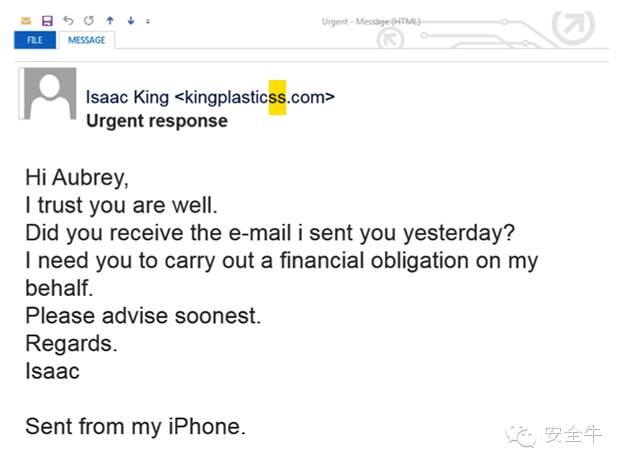 Urgent - Message (HTML)
FILE MESSAGE
Isaac King <kingplasticss.com>
Urgent response
Hi Aubrey,
I trust you are well.
Did you receive the e-mail i sent you yesterday?
I need you to carry out a financial obligation on my
behalf.
Please advise soonest.
Regards.
Isaac
Sent from my iPhone.
安全牛